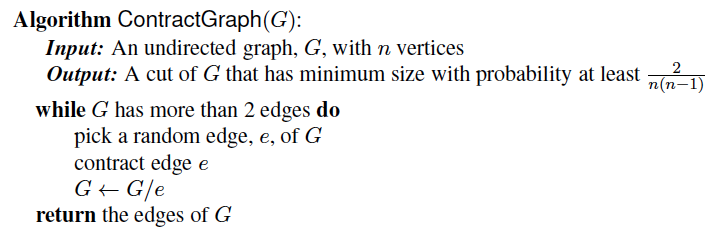 Algorithm ContractGraph(G):
Input: An undirected graph, G, with n vertices
Output: A cut of G that has minimum size with probability at least 2/n(n−1)
while G has more than 2 edges do
pick a random edge, e, of G
contract edge e
G ← G/e
return the edges of G